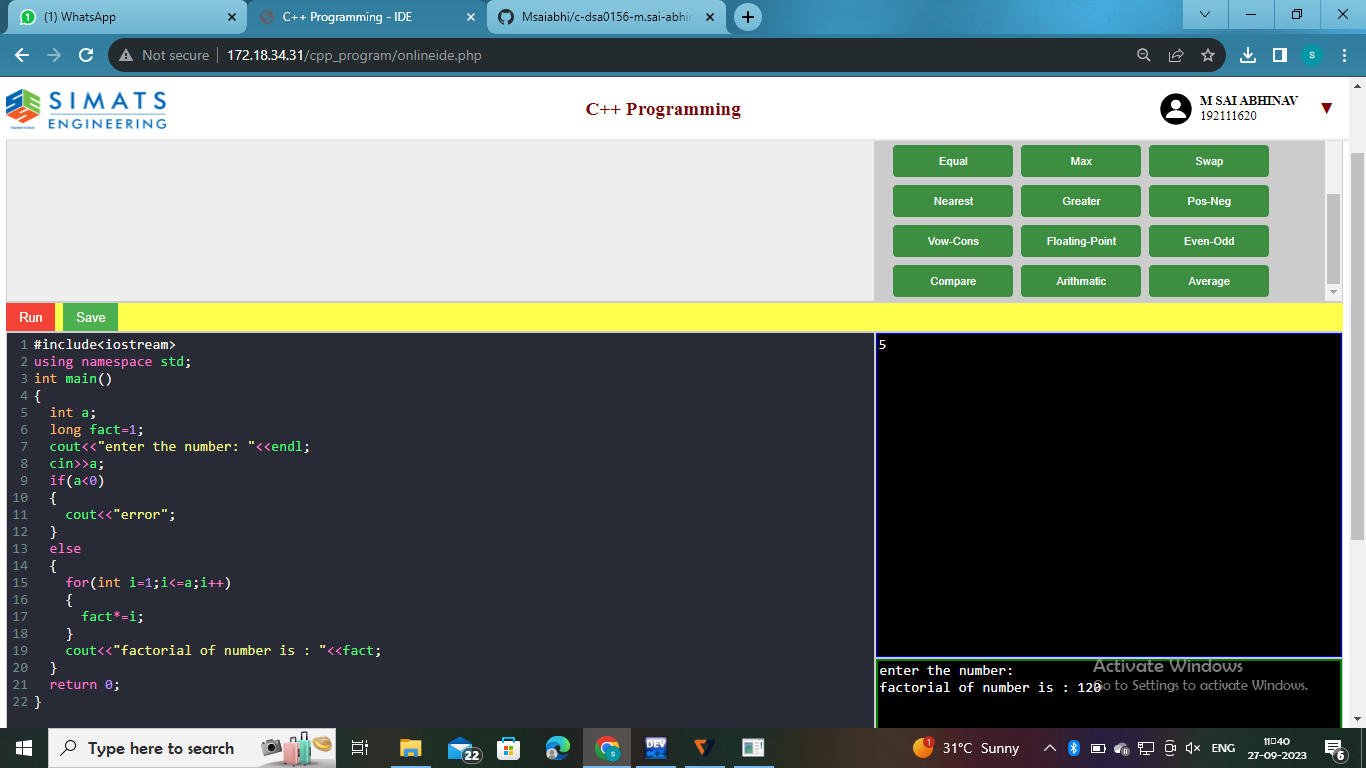 (1) WhatsApp
C++ Programming - IDE
Msaiabhi/c-dsa0156-m.sai-abhin
Not secure
172.18.34.31/cpp_program/onlineide.php
S
SIMATS
ENGINEERING
C++ Programming
M SAI ABHINAV
192111620
Equal Max Swap
Nearest Greater Pos-Neg
Vow-Cons Floating-Point Even-Odd
Compare Arithmatic Average
Run Save
1 #include<iostream>
2 using namespace std;
3 int main()
4 {
5 int a;
6 long fact=1;
7 cout<<"enter the number: "<<endl;
8 cin>>a;
9 if(a<0)
10 {
11 cout<<"error";
12 }
13 else
14 {
15 for(int i=1;i<=a;i++)
16 {
17 fact*=i;
18 }
19 cout<<"factorial of number is : "<<fact;
20 }
21 return 0;
22 }
5
enter the number:
factorial of number is : 120
Activate Windows
Go to Settings to activate Windows.
Type here to search
22
S
DEV
1
31°C Sunny
ENG
11:40
27-09-2023
6